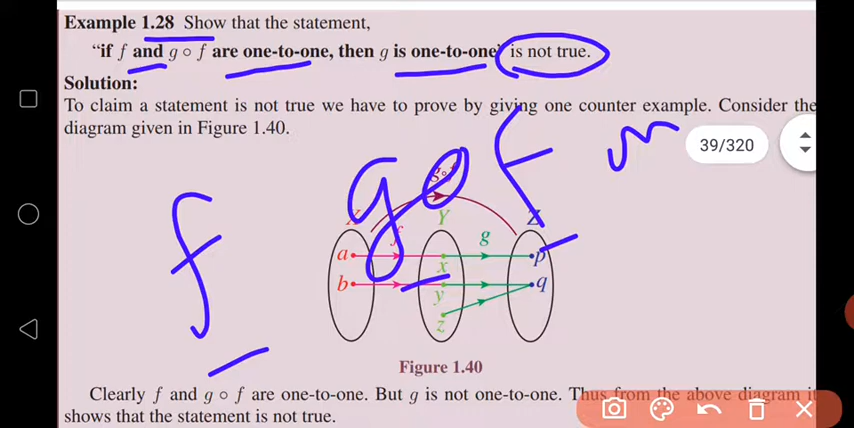 Example 1.28 Show that the statement,
“if f and g ∘ f are one-to-one, then g is one-to-one” is not true.
Solution:
To claim a statement is not true we have to prove by giving one counter example. Consider the
diagram given in Figure 1.40.
39/320
g∘f
g∘f
f
X Y Z
f g
a x p
b y q
z
Figure 1.40
Clearly f and g ∘ f are one-to-one. But g is not one-to-one. Thus from the above diagram it
shows that the statement is not true.